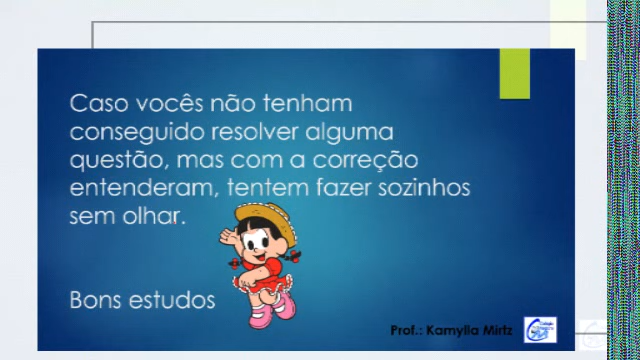 Caso vocês não tenham
conseguido resolver alguma
questão, mas com a correção
entenderam, tentem fazer sozinhos
sem olhar.
Bons estudos
Prof.: Kamylla Mirtz